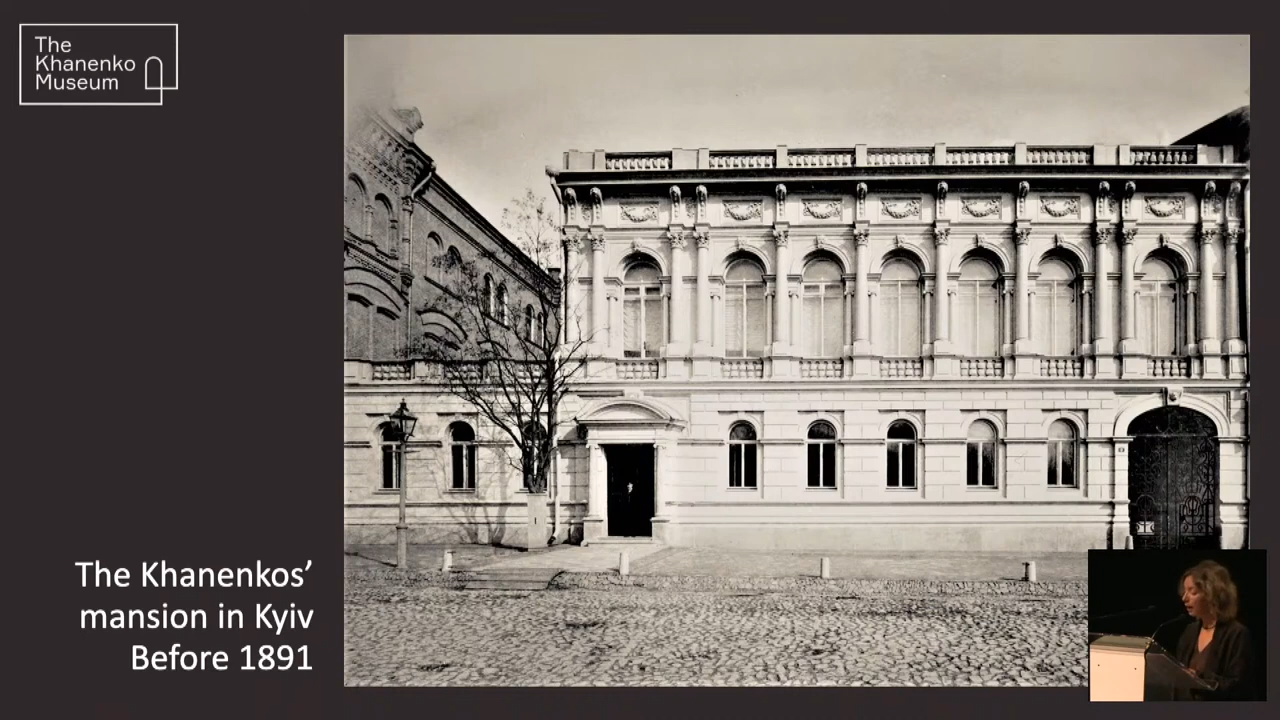 The
Khanenko
Museum
The Khanenkos’
mansion in Kyiv
Before 1891